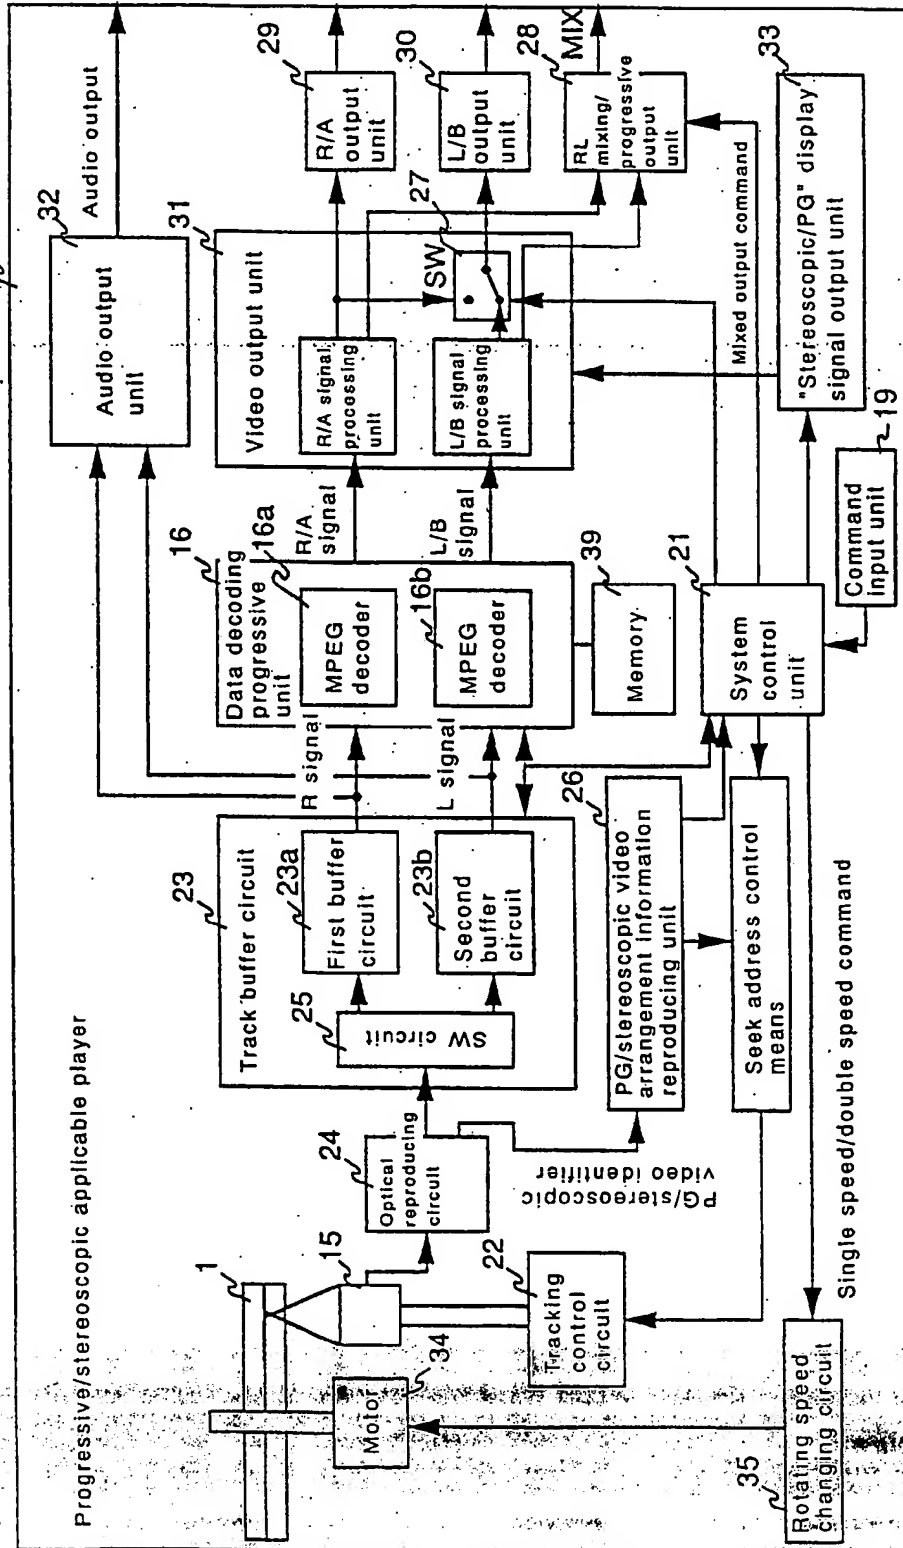 Progressive/stereoscopic applicable player
1
15
34
Motor
22
Tracking
control
circuit
35
Rotating speed
changing circuit
24
Optical
reproducing
circuit
PG/stereoscopic
video identifier
23
Track buffer circuit
25
SW circuit
23a
First buffer
circuit
23b
Second
buffer
circuit
26
PG/stereoscopic video
arrangement information
reproducing unit
Seek address control
means
Single speed/double speed command
R signal
L signal
16
Data decoding
progressive
unit
16a
MPEG
decoder
16b
MPEG
decoder
39
Memory
21
System
control
unit
Command
input unit
19
R/A
signal
L/B
signal
31
Video output unit
R/A signal
processing
unit
L/B signal
processing
unit
SW
27
32
Audio output
unit
Audio output
29
R/A
output
unit
30
L/B
output
unit
28
MIX
RL
mixing/
progressive
output
unit
Mixed output command
33
"Stereoscopic/PG" display
signal output unit